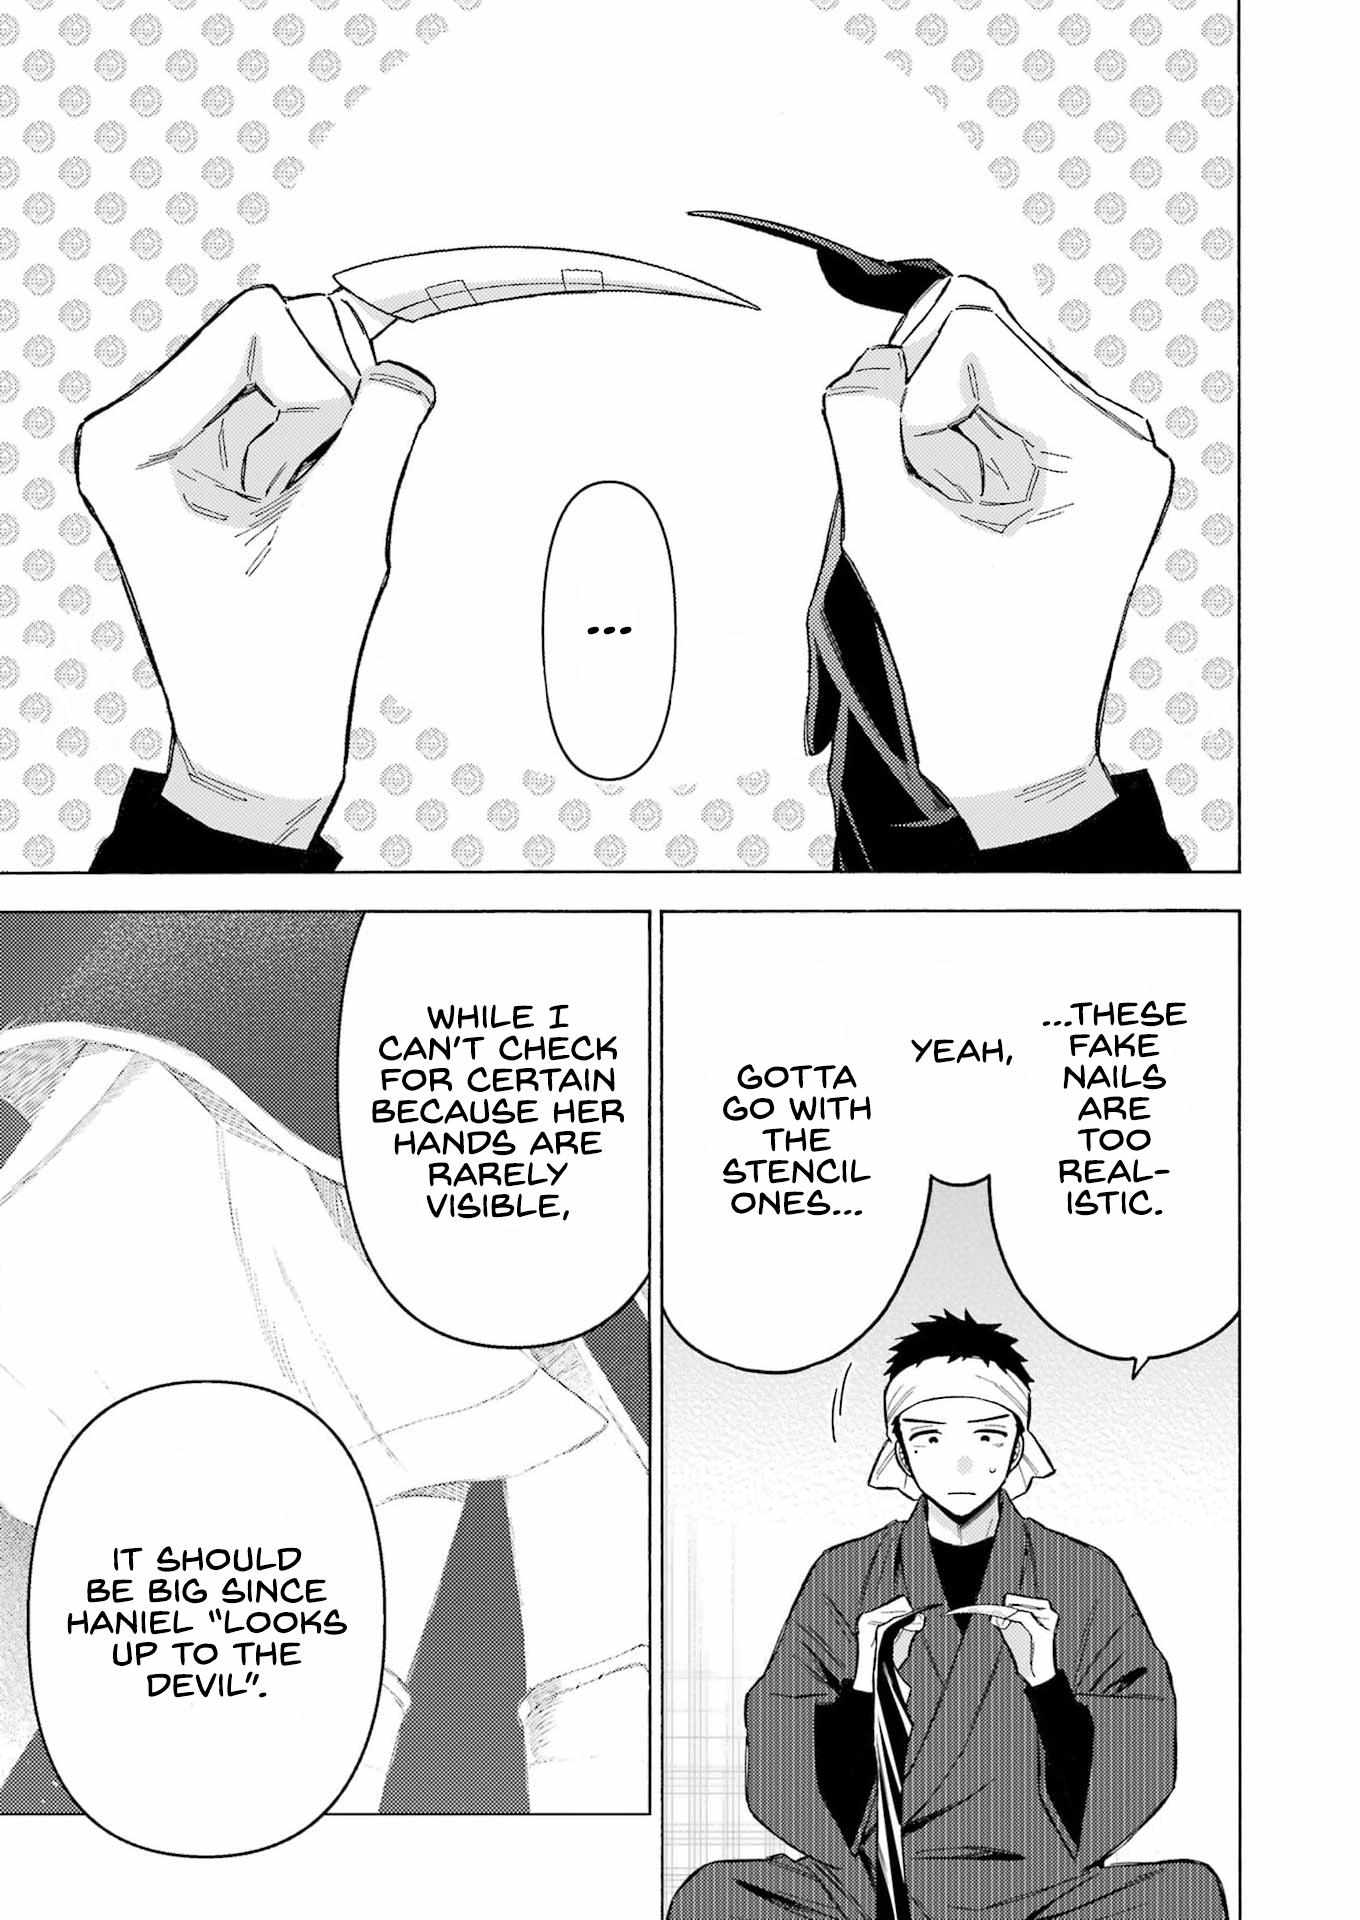 ...
...THESE
FAKE
NAILS
ARE
TOO
REAL-
ISTIC.
YEAH,
GOTTA
GO WITH
THE
STENCIL
ONES...
WHILE I
CAN'T CHECK
FOR CERTAIN
BECAUSE HER
HANDS ARE
RARELY
VISIBLE,
IT SHOULD
BE BIG SINCE
HANIEL "LOOKS
UP TO THE
DEVIL".